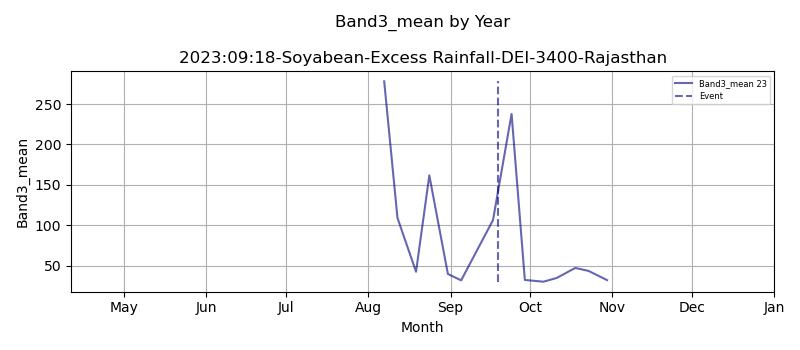 Band3_mean by Year
2023:09:18-Soyabean-Excess Rainfall-DEI-3400-Rajasthan
Band3_mean 23
Event
Band3_mean
250
200
150
100
50
May Jun Jul Aug Sep Oct Nov Dec Jan
Month